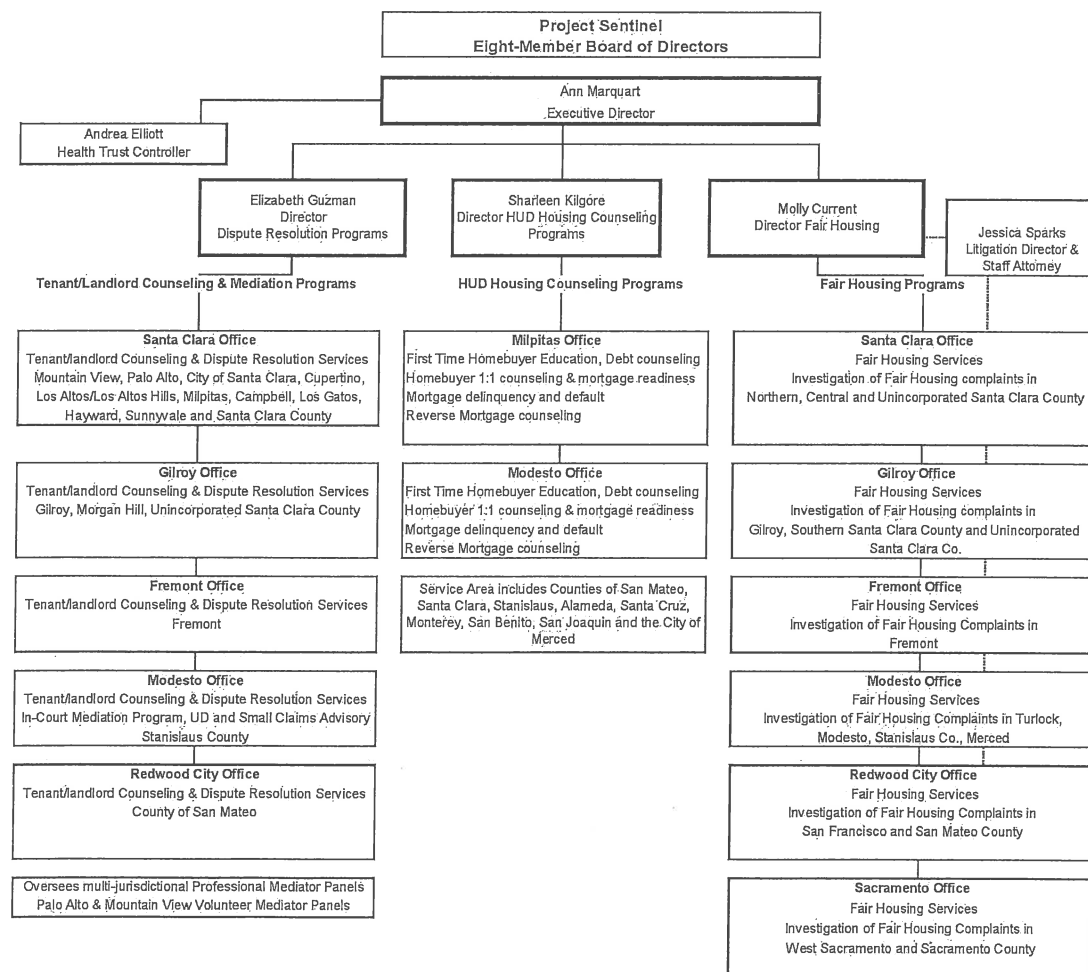 Project Sentinel
Eight-Member Board of Directors
Ann Marquart
Executive Director
Andrea Elliott
Health Trust Controller
Elizabeth Guzman
Director
Dispute Resolution Programs
Sharleen Kilgore
Director HUD Housing Counseling
Programs
Molly Current
Director Fair Housing
Jessica Sparks
Litigation Director &
Staff Attorney
Tenant/Landlord Counseling & Mediation Programs
Santa Clara Office
Tenant/landlord Counseling & Dispute Resolution Services
Mountain View, Palo Alto, City of Santa Clara, Cupertino,
Los Altos/Los Altos Hills, Milpitas, Campbell, Los Gatos,
Hayward, Sunnyvale and Santa Clara County
Gilroy Office
Tenant/landlord Counseling & Dispute Resolution Services
Gilroy, Morgan Hill, Unincorporated Santa Clara County
Fremont Office
Tenant/landlord Counseling & Dispute Resolution Services
Fremont
Modesto Office
Tenant/landlord Counseling & Dispute Resolution Services
In-Court Mediation Program, UD and Small Claims Advisory
Stanislaus County
Redwood City Office
Tenant/landlord Counseling & Dispute Resolution Services
County of San Mateo
Oversees multi-jurisdictional Professional Mediator Panels
Palo Alto & Mountain View Volunteer Mediator Panels
HUD Housing Counseling Programs
Milpitas Office
First Time Homebuyer Education, Debt counseling
Homebuyer 1:1 counseling & mortgage readiness
Mortgage delinquency and default
Reverse Mortgage counseling
Modesto Office
First Time Homebuyer Education, Debt counseling
Homebuyer 1:1 counseling & mortgage readiness
Mortgage delinquency and default
Reverse Mortgage counseling
Service Area includes Counties of San Mateo,
Santa Clara, Stanislaus, Alameda, Santa Cruz,
Monterey, San Benito, San Joaquin and the City of
Merced
Fair Housing Programs
Santa Clara Office
Fair Housing Services
Investigation of Fair Housing complaints in
Northern, Central and Unincorporated Santa Clara County
Gilroy Office
Fair Housing Services
Investigation of Fair Housing complaints in
Gilroy, Southern Santa Clara County and Unincorporated
Santa Clara Co.
Fremont Office
Fair Housing Services
Investigation of Fair Housing Complaints in
Fremont
Modesto Office
Fair Housing Services
Investigation of Fair Housing Complaints in Turlock,
Modesto, Stanislaus Co., Merced
Redwood City Office
Fair Housing Services
Investigation of Fair Housing Complaints in
San Francisco and San Mateo County
Sacramento Office
Fair Housing Services
Investigation of Fair Housing Complaints in
West Sacramento and Sacramento County